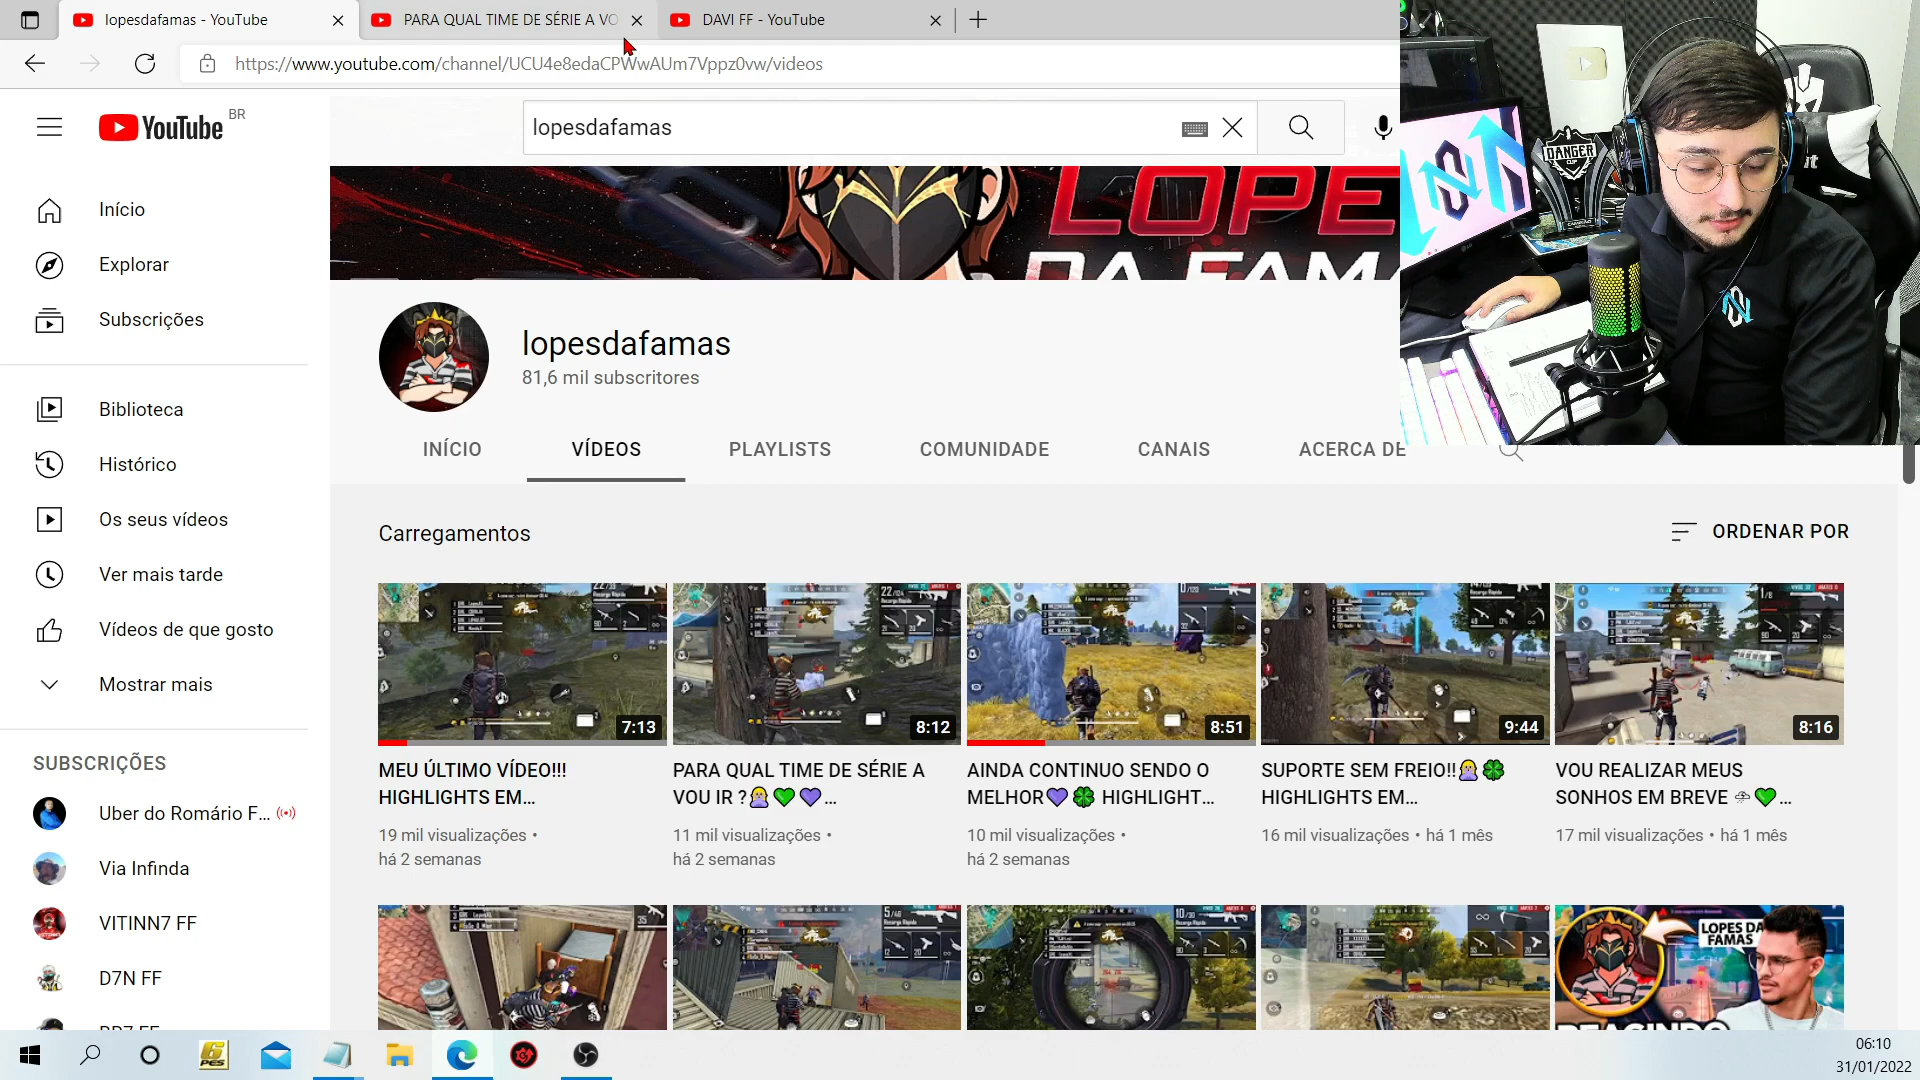 lopesdafamas - YouTube
PARA QUAL TIME DE SÉRIE A VO
DAVI FF - YouTube
https://www.youtube.com/channel/UCU4e8edaCPWwAUm7Vppz0vw/videos
YouTube BR
lopesdafamas
Início
Explorar
Subscrições
Biblioteca
Histórico
Os seus vídeos
Ver mais tarde
Vídeos de que gosto
Mostrar mais
SUBSCRIÇÕES
Uber do Romário F...
Via Infinda
VITINN7 FF
D7N FF
LOPE
DA FAMA
DANGER
CUP
lopesdafamas
81,6 mil subscritores
INÍCIO
VÍDEOS
PLAYLISTS
COMUNIDADE
CANAIS
ACERCA DE
Carregamentos
ORDENAR POR
7:13
MEU ÚLTIMO VÍDEO!!!
HIGHLIGHTS EM...
19 mil visualizações •
há 2 semanas
8:12
PARA QUAL TIME DE SÉRIE A
VOU IR ?🙍💚💜...
11 mil visualizações •
há 2 semanas
8:51
AINDA CONTINUO SENDO O
MELHOR💜🍀 HIGHLIGHT...
10 mil visualizações •
há 2 semanas
9:44
SUPORTE SEM FREIO!!🙍🍀
HIGHLIGHTS EM...
16 mil visualizações • há 1 mês
8:16
VOU REALIZAR MEUS
SONHOS EM BREVE 🌧💚...
17 mil visualizações • há 1 mês
LOPES DA
FAMAS
REAGINDO
6
PES
06:10
31/01/2022